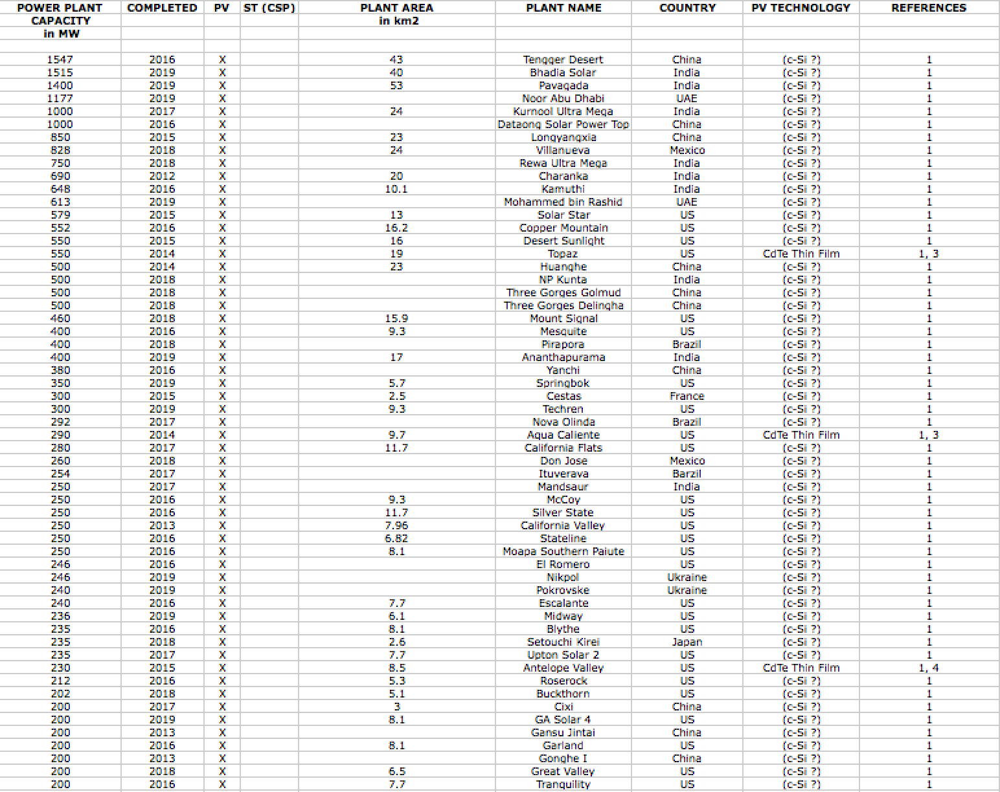 POWER PLANT COMPLETED PV ST (CSP) PLANT AREA PLANT NAME COUNTRY PV TECHNOLOGY REFERENCES
CAPACITY in km2
in MW
1547 2016 X 43 Tengger Desert China (c-Si ?) 1
1515 2019 X 40 Bhadia Solar India (c-Si ?) 1
1400 2019 X 53 Pavagada India (c-Si ?) 1
1177 2019 X Noor Abu Dhabi UAE (c-Si ?) 1
1000 2017 X 24 Kurnool Ultra Mega India (c-Si ?) 1
1000 2016 X Dataong Solar Power Top China (c-Si ?) 1
850 2015 X 23 Longyangxia China (c-Si ?) 1
828 2018 X 24 Villanueva Mexico (c-Si ?) 1
750 2018 X Rewa Ultra Mega India (c-Si ?) 1
690 2012 X 20 Charanka India (c-Si ?) 1
648 2016 X 10.1 Kamuthi India (c-Si ?) 1
613 2019 X Mohammed bin Rashid UAE (c-Si ?) 1
579 2015 X 13 Solar Star US (c-Si ?) 1
552 2016 X 16.2 Copper Mountain US (c-Si ?) 1
550 2015 X 16 Desert Sunlight US (c-Si ?) 1
550 2014 X 19 Topaz US CdTe Thin Film 1, 3
500 2014 X 23 Huanghe China (c-Si ?) 1
500 2018 X NP Kunta India (c-Si ?) 1
500 2018 X Three Gorges Golmud China (c-Si ?) 1
500 2018 X Three Gorges Delingha China (c-Si ?) 1
460 2018 X 15.9 Mount Signal US (c-Si ?) 1
400 2016 X 9.3 Mesquite US (c-Si ?) 1
400 2018 X Pirapora Brazil (c-Si ?) 1
400 2019 X 17 Ananthapurama India (c-Si ?) 1
380 2016 X Yanchi China (c-Si ?) 1
350 2019 X 5.7 Springbok US (c-Si ?) 1
300 2015 X 2.5 Cestas France (c-Si ?) 1
300 2019 X 9.3 Techren US (c-Si ?) 1
292 2017 X Nova Olinda Brazil (c-Si ?) 1
290 2014 X 9.7 Aqua Caliente US CdTe Thin Film 1, 3
280 2017 X 11.7 California Flats US (c-Si ?) 1
260 2018 X Don Jose Mexico (c-Si ?) 1
254 2017 X Ituverava Barzil (c-Si ?) 1
250 2017 X Mandsaur India (c-Si ?) 1
250 2016 X 9.3 McCoy US (c-Si ?) 1
250 2016 X 11.7 Silver State US (c-Si ?) 1
250 2013 X 7.96 California Valley US (c-Si ?) 1
250 2016 X 6.82 Stateline US (c-Si ?) 1
250 2016 X 8.1 Moapa Southern Paiute US (c-Si ?) 1
246 2016 X El Romero US (c-Si ?) 1
246 2019 X Nikpol Ukraine (c-Si ?) 1
240 2019 X Pokrovske Ukraine (c-Si ?) 1
240 2016 X 7.7 Escalante US (c-Si ?) 1
236 2019 X 6.1 Midway US (c-Si ?) 1
235 2016 X 8.1 Blythe US (c-Si ?) 1
235 2018 X 2.6 Setouchi Kirei Japan (c-Si ?) 1
235 2017 X 7.7 Upton Solar 2 US (c-Si ?) 1
230 2015 X 8.5 Antelope Valley US CdTe Thin Film 1, 4
212 2016 X 5.3 Roserock US (c-Si ?) 1
202 2018 X 5.1 Buckthorn US (c-Si ?) 1
200 2017 X 3 Cixi China (c-Si ?) 1
200 2019 X 8.1 GA Solar 4 US (c-Si ?) 1
200 2013 X Gansu Jintai China (c-Si ?) 1
200 2016 X 8.1 Garland US (c-Si ?) 1
200 2013 X Gonghe I China (c-Si ?) 1
200 2018 X 6.5 Great Valley US (c-Si ?) 1
200 2016 X 7.7 Tranquility US (c-Si ?) 1